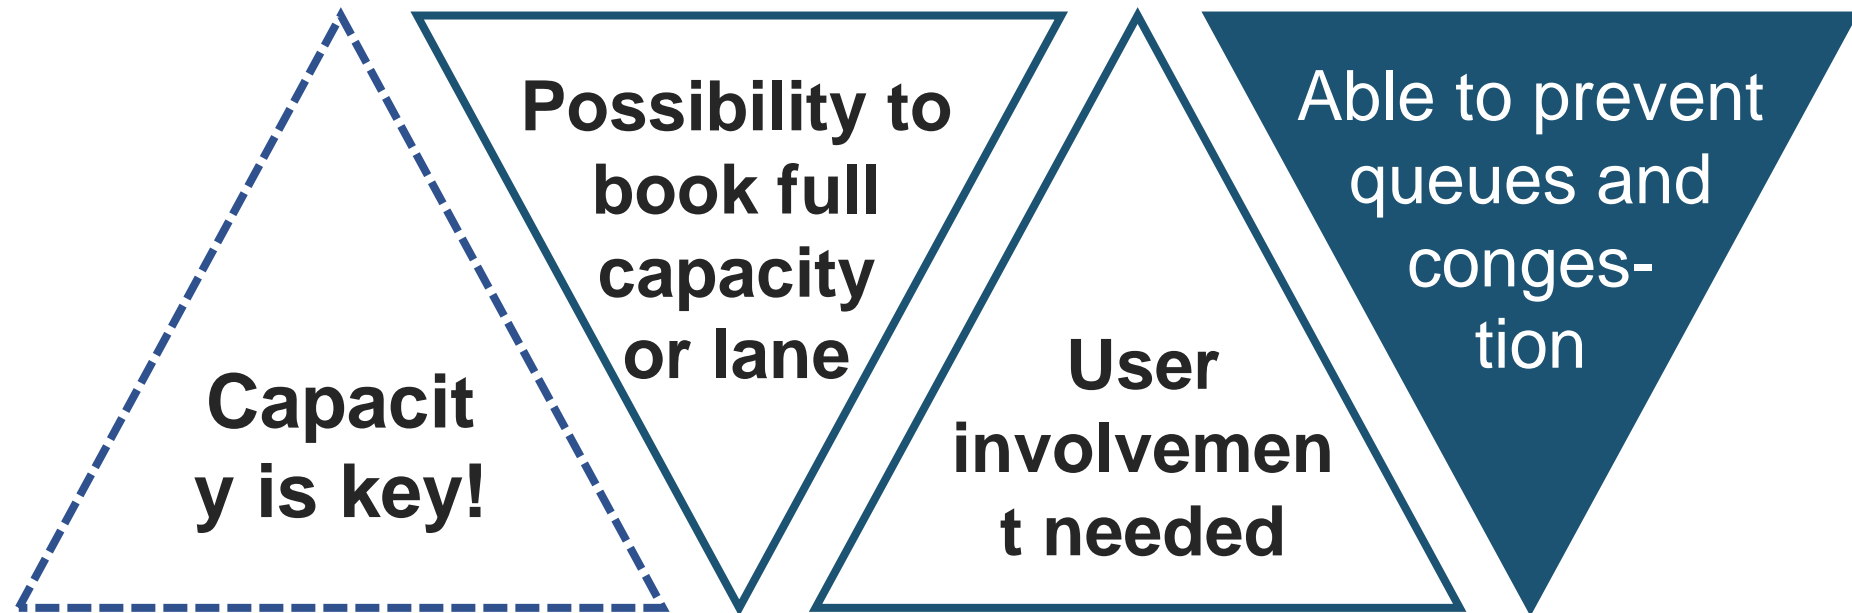 Capacit
y is key!
Possibility to
book full
capacity
or lane
User
involvemen
t needed
Able to prevent
queues and
conges-
tion